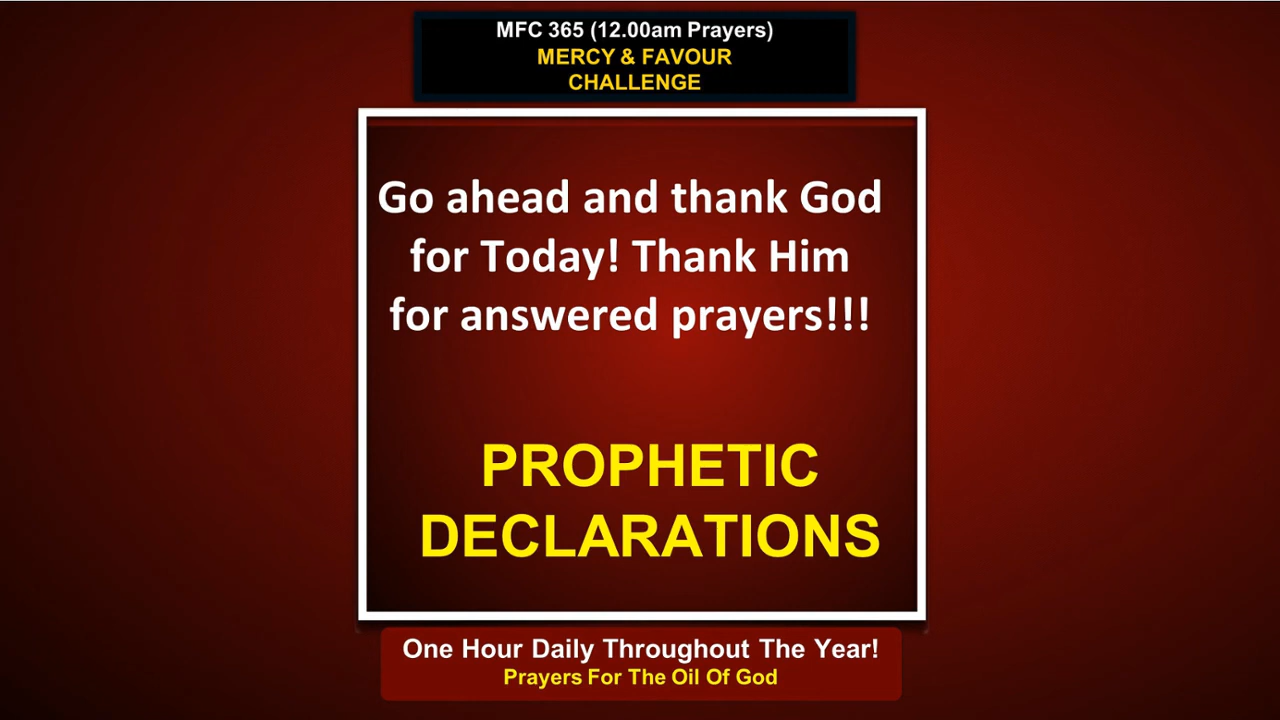 MFC 365 (12.00am Prayers)
MERCY & FAVOUR
CHALLENGE
Go ahead and thank God
for Today! Thank Him
for answered prayers!!!
PROPHETIC
DECLARATIONS
One Hour Daily Throughout The Year!
Prayers For The Oil Of God